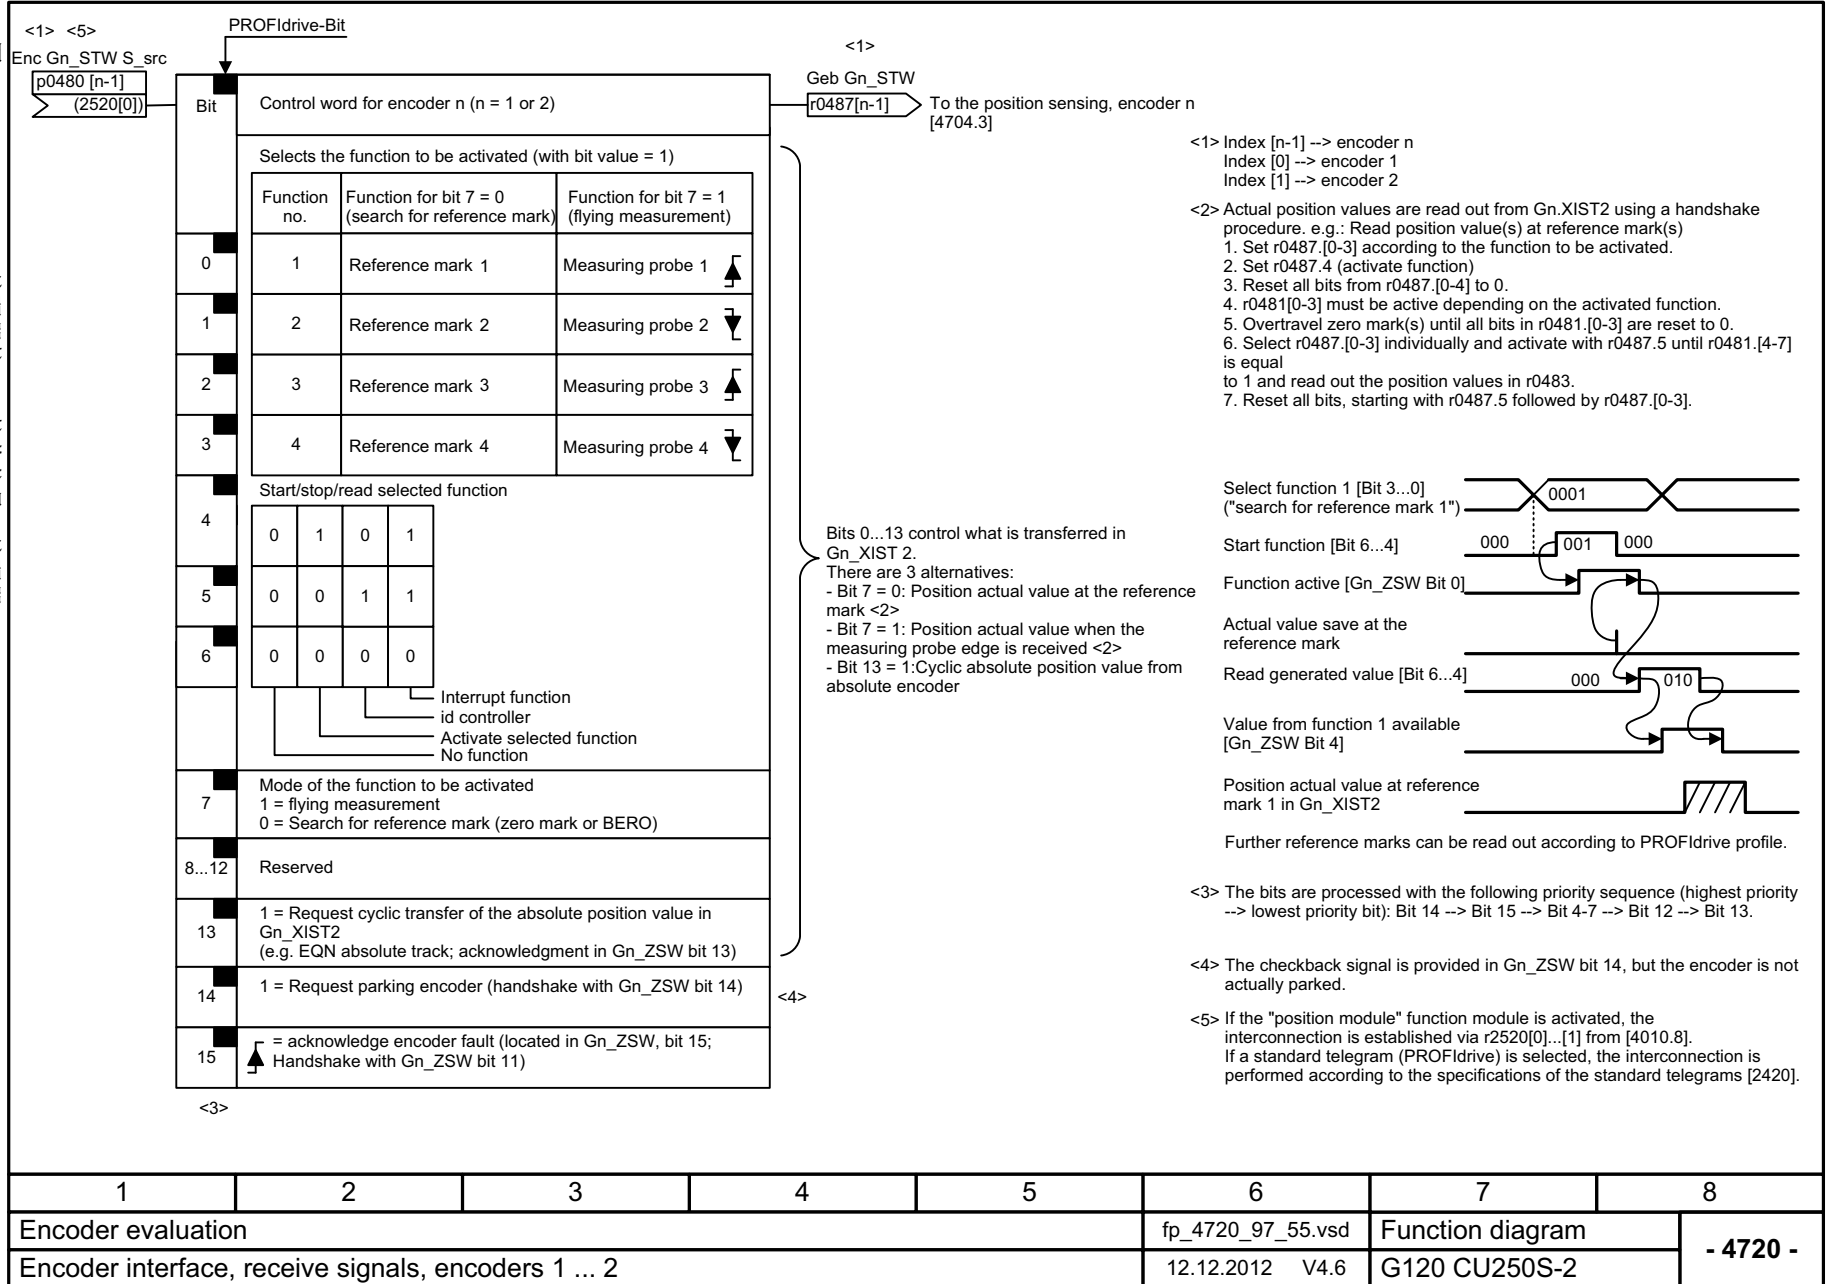 <1> <5>
PROFIdrive-Bit
Enc Gn_STW S_src
p0480 [n-1]
(2520[0])
Bit
Control word for encoder n (n = 1 or 2)
<1>
Geb Gn_STW
r0487[n-1]
To the position sensing, encoder n
[4704.3]
Selects the function to be activated (with bit value = 1)
Function no.
Function for bit 7 = 0 (search for reference mark)
Function for bit 7 = 1 (flying measurement)
0
1
Reference mark 1
Measuring probe 1
1
2
Reference mark 2
Measuring probe 2
2
3
Reference mark 3
Measuring probe 3
3
4
Reference mark 4
Measuring probe 4
Start/stop/read selected function
4
0 1 0 1
5
0 0 1 1
6
0 0 0 0
Interrupt function
id controller
Activate selected function
No function
7
Mode of the function to be activated
1 = flying measurement
0 = Search for reference mark (zero mark or BERO)
8...12
Reserved
13
1 = Request cyclic transfer of the absolute position value in
Gn_XIST2
(e.g. EQN absolute track; acknowledgment in Gn_ZSW bit 13)
14
1 = Request parking encoder (handshake with Gn_ZSW bit 14)
<4>
15
= acknowledge encoder fault (located in Gn_ZSW, bit 15;
Handshake with Gn_ZSW bit 11)
<3>
Bits 0...13 control what is transferred in
Gn_XIST 2.
There are 3 alternatives:
- Bit 7 = 0: Position actual value at the reference
mark <2>
- Bit 7 = 1: Position actual value when the
measuring probe edge is received <2>
- Bit 13 = 1:Cyclic absolute position value from
absolute encoder
<1> Index [n-1] --> encoder n
Index [0] --> encoder 1
Index [1] --> encoder 2
<2> Actual position values are read out from Gn.XIST2 using a handshake
procedure. e.g.: Read position value(s) at reference mark(s)
1. Set r0487.[0-3] according to the function to be activated.
2. Set r0487.4 (activate function)
3. Reset all bits from r0487.[0-4] to 0.
4. r0481[0-3] must be active depending on the activated function.
5. Overtravel zero mark(s) until all bits in r0481.[0-3] are reset to 0.
6. Select r0487.[0-3] individually and activate with r0487.5 until r0481.[4-7]
is equal
to 1 and read out the position values in r0483.
7. Reset all bits, starting with r0487.5 followed by r0487.[0-3].
Select function 1 [Bit 3...0]
("search for reference mark 1")
0001
Start function [Bit 6...4]
000 001 000
Function active [Gn_ZSW Bit 0]
Actual value save at the
reference mark
Read generated value [Bit 6...4]
000 010
Value from function 1 available
[Gn_ZSW Bit 4]
Position actual value at reference
mark 1 in Gn_XIST2
Further reference marks can be read out according to PROFIdrive profile.
<3> The bits are processed with the following priority sequence (highest priority
--> lowest priority bit): Bit 14 --> Bit 15 --> Bit 4-7 --> Bit 12 --> Bit 13.
<4> The checkback signal is provided in Gn_ZSW bit 14, but the encoder is not
actually parked.
<5> If the "position module" function module is activated, the
interconnection is established via r2520[0]...[1] from [4010.8].
If a standard telegram (PROFIdrive) is selected, the interconnection is
performed according to the specifications of the standard telegrams [2420].
1 2 3 4 5 6 7 8
Encoder evaluation
fp_4720_97_55.vsd
Function diagram
- 4720 -
Encoder interface, receive signals, encoders 1 ... 2
12.12.2012 V4.6
G120 CU250S-2